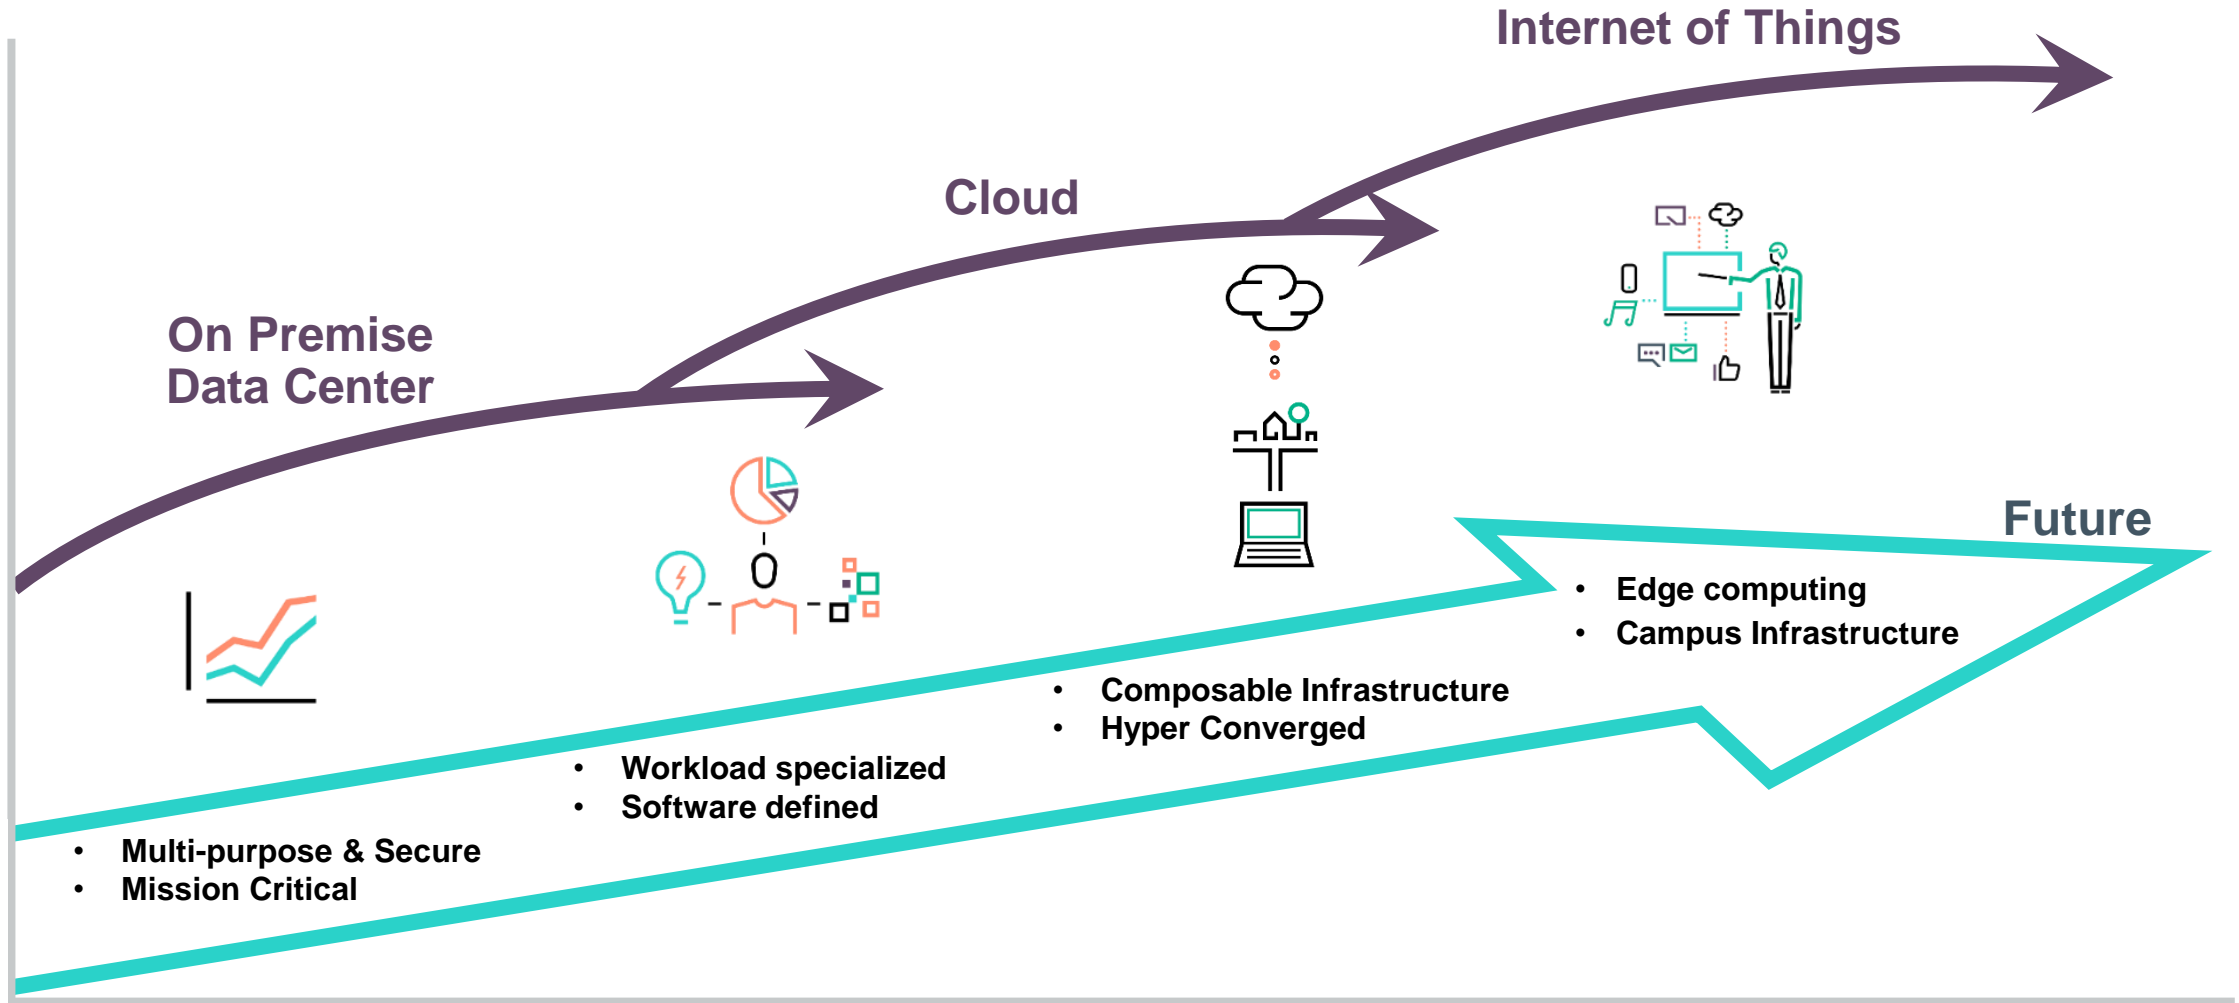 Internet of Things
Cloud
On Premise
Data Center
Future
• Edge computing
• Campus Infrastructure
• Composable Infrastructure
• Hyper Converged
• Workload specialized
• Software defined
• Multi-purpose & Secure
• Mission Critical